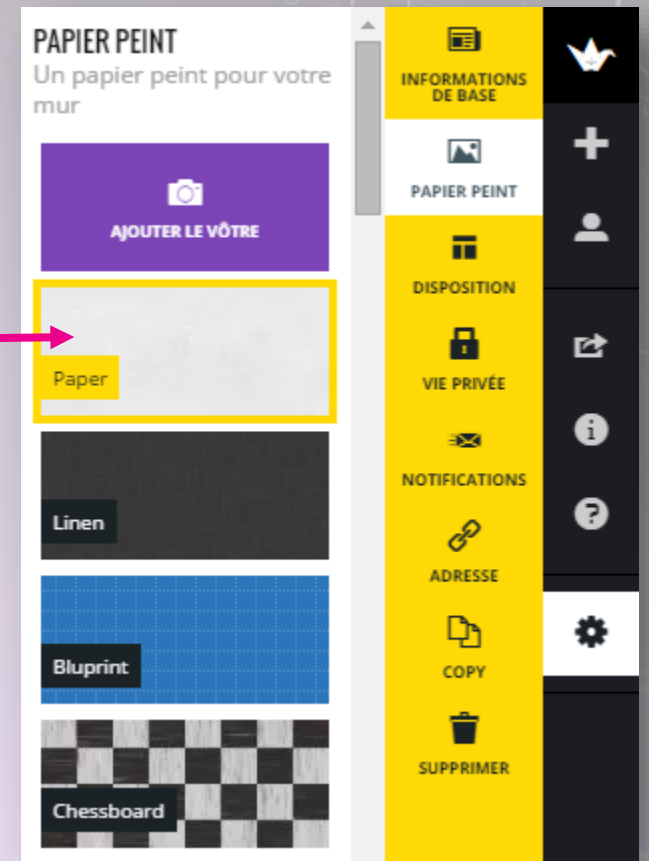 PAPIER PEINT
Un papier peint pour votre
mur
AJOUTER LE VÔTRE
Paper
Linen
Bluprint
Chessboard
INFORMATIONS
DE BASE
PAPIER PEINT
DISPOSITION
VIE PRIVÉE
NOTIFICATIONS
ADRESSE
COPY
SUPPRIMER